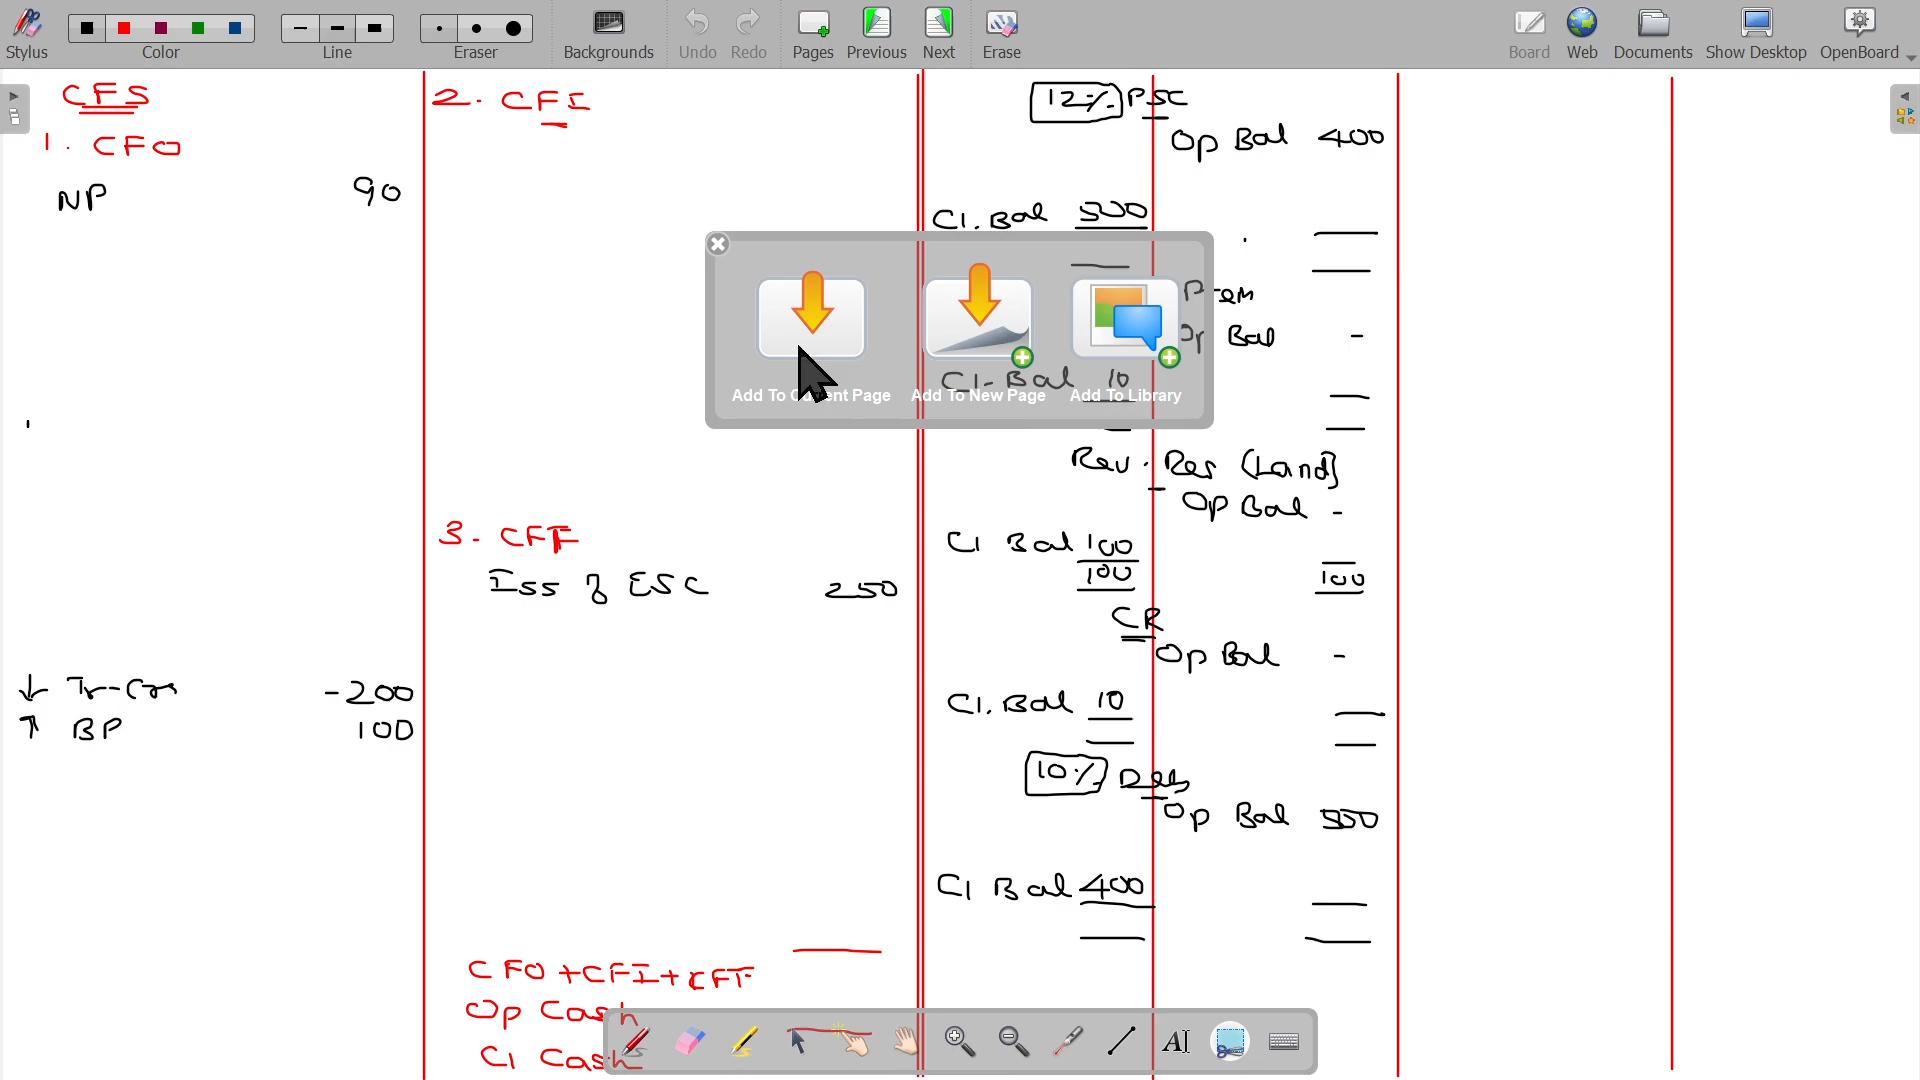 Stylus
Color
Line
Eraser
Backgrounds
Undo
Redo
Pages
Previous
Next
Erase
Board
Web
Documents
Show Desktop
OpenBoard
CFS
1. CFO
NP 90
↓ Tr-Crs -200
↑ BP 100
2. CFI
3. CFF
Iss of ESC 250
CFO+CFI+CFF
Op Cash
Cl Cash
12% PSC
Op Bal 400
Cl. Bal 500
Prem
Op Bal -
Cl-Bal 10
Rev. Res (Land)
Op Bal -
Cl Bal 100
100 100
CR
Op Bal -
Cl. Bal 10
10% Deb
Op Bal 500
Cl Bal 400
Add To Current Page
Add To New Page
Add To Library
AI